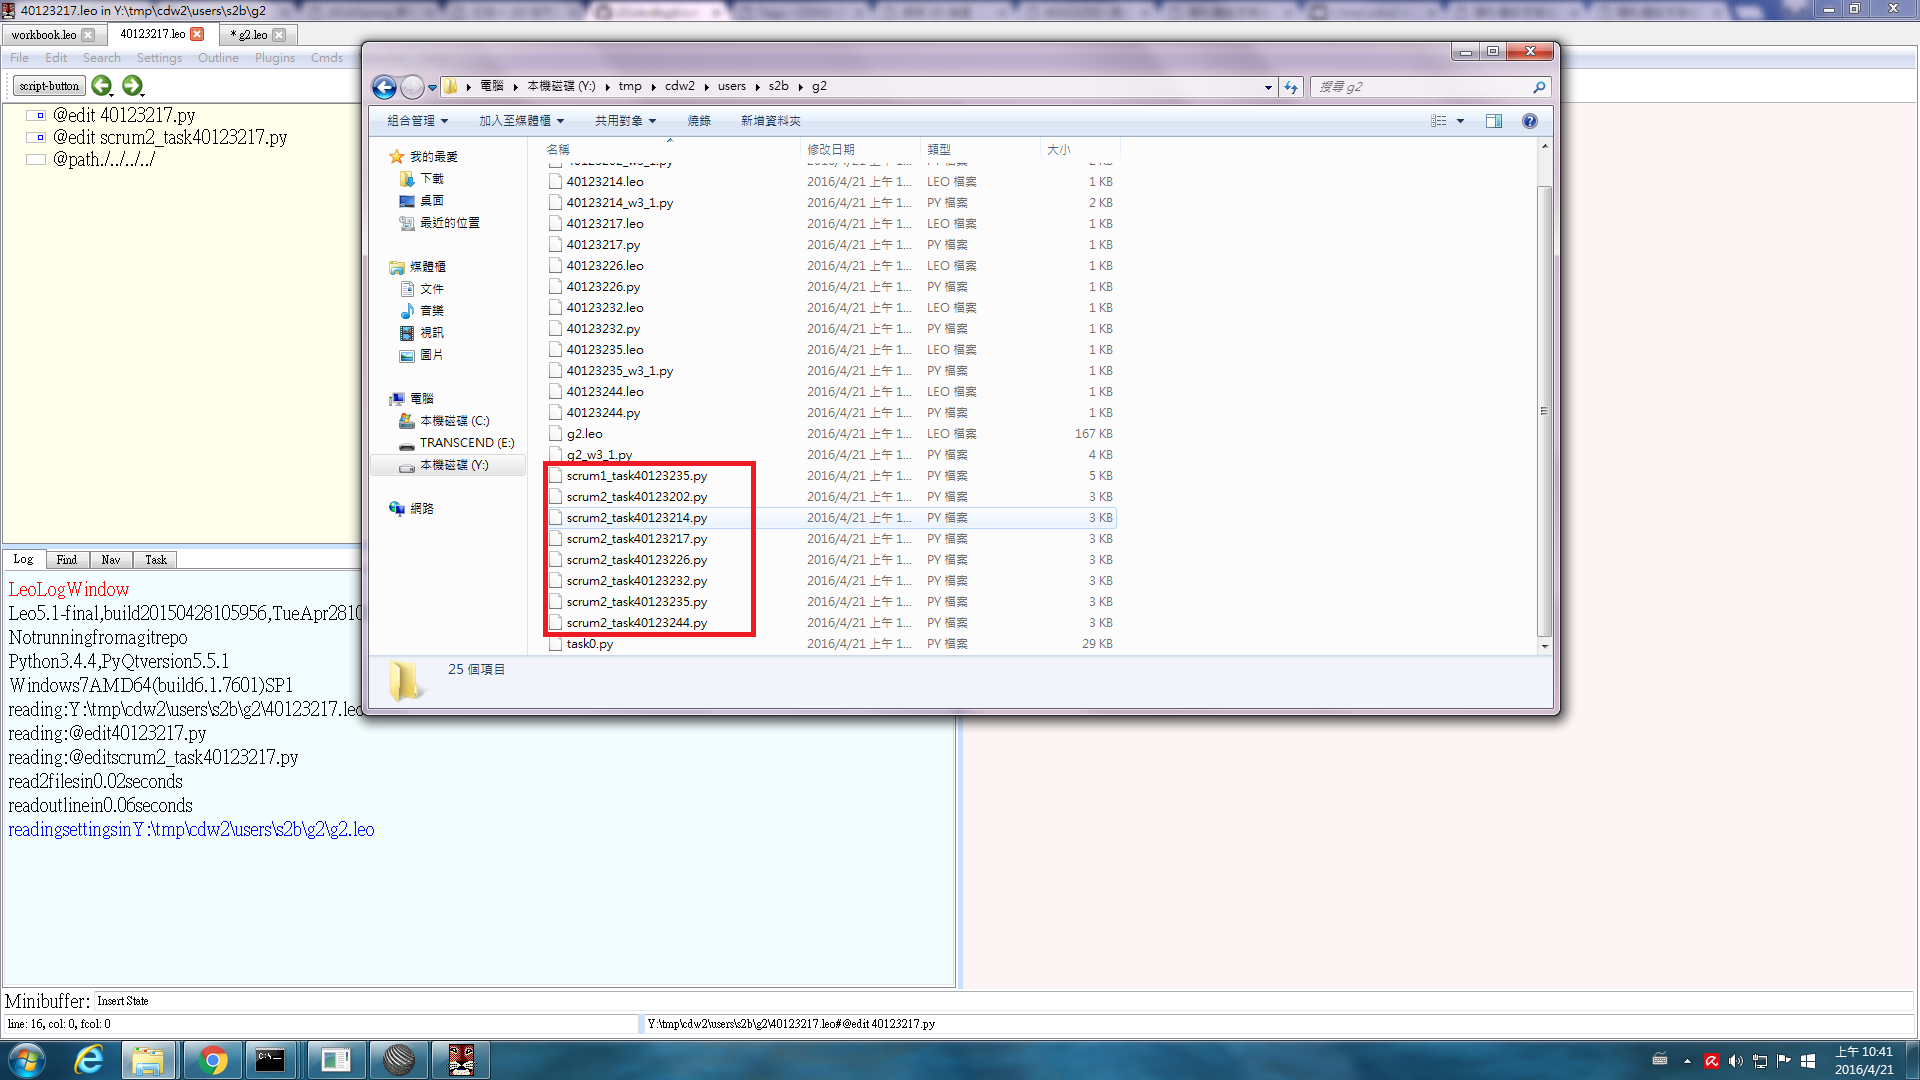 40123217.leo in Y:\tmp\cdw2\users\s2b\g2
workbook.leo
40123217.leo
* g2.leo
File Edit Search Settings Outline Plugins Cmds
script-button
@edit 40123217.py
@edit scrum2_task40123217.py
@path./../../../
電腦 本機磁碟 (Y:) tmp cdw2 users s2b g2
搜尋 g2
組合管理 加入至媒體櫃 共用對象 燒錄 新增資料夾
我的最愛
下載
桌面
最近的位置
媒體櫃
文件
音樂
視訊
圖片
電腦
本機磁碟 (C:)
TRANSCEND (E:)
本機磁碟 (Y:)
網路
名稱 修改日期 類型 大小
40123214.leo 2016/4/21 上午 1... LEO 檔案 1 KB
40123214_w3_1.py 2016/4/21 上午 1... PY 檔案 2 KB
40123217.leo 2016/4/21 上午 1... LEO 檔案 1 KB
40123217.py 2016/4/21 上午 1... PY 檔案 1 KB
40123226.leo 2016/4/21 上午 1... LEO 檔案 1 KB
40123226.py 2016/4/21 上午 1... PY 檔案 1 KB
40123232.leo 2016/4/21 上午 1... LEO 檔案 1 KB
40123232.py 2016/4/21 上午 1... PY 檔案 1 KB
40123235.leo 2016/4/21 上午 1... LEO 檔案 1 KB
40123235_w3_1.py 2016/4/21 上午 1... PY 檔案 1 KB
40123244.leo 2016/4/21 上午 1... LEO 檔案 1 KB
40123244.py 2016/4/21 上午 1... PY 檔案 1 KB
g2.leo 2016/4/21 上午 1... LEO 檔案 167 KB
g2_w3_1.py 2016/4/21 上午 1... PY 檔案 4 KB
scrum1_task40123235.py 2016/4/21 上午 1... PY 檔案 5 KB
scrum2_task40123202.py 2016/4/21 上午 1... PY 檔案 3 KB
scrum2_task40123214.py 2016/4/21 上午 1... PY 檔案 3 KB
scrum2_task40123217.py 2016/4/21 上午 1... PY 檔案 3 KB
scrum2_task40123226.py 2016/4/21 上午 1... PY 檔案 3 KB
scrum2_task40123232.py 2016/4/21 上午 1... PY 檔案 3 KB
scrum2_task40123235.py 2016/4/21 上午 1... PY 檔案 3 KB
scrum2_task40123244.py 2016/4/21 上午 1... PY 檔案 3 KB
task0.py 2016/4/21 上午 1... PY 檔案 29 KB
25 個項目
Log Find Nav Task
LeoLogWindow
Leo5.1-final,build20150428105956,TueApr2810
Notrunningfromagitrepo
Python3.4.4,PyQtversion5.5.1
Windows7AMD64(build6.1.7601)SP1
reading:Y:\tmp\cdw2\users\s2b\g2\40123217.leo
reading:@edit40123217.py
reading:@editscrum2_task40123217.py
read2filesin0.02seconds
readoutlinein0.06seconds
readingsettingsinY:\tmp\cdw2\users\s2b\g2\g2.leo
Minibuffer: Insert State
line: 16, col: 0, fcol: 0
Y:\tmp\cdw2\users\s2b\g2\40123217.leo#@edit 40123217.py
上午 10:41
2016/4/21